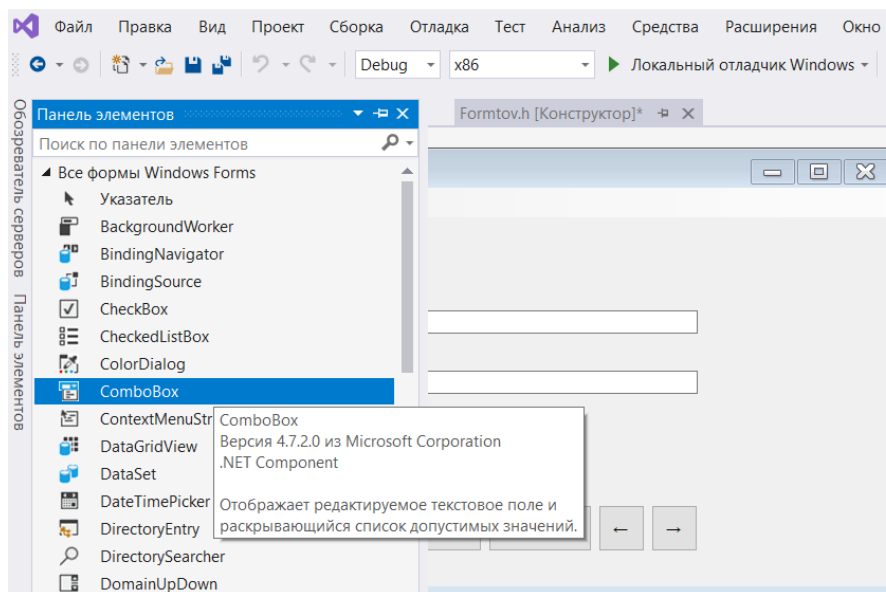 Файл Правка Вид Проект Сборка Отладка Тест Анализ Средства Расширения Окно
Debug x86 Локальный отладчик Windows
Обозреватель серверов
Панель элементов
Панель элементов
Formtov.h [Конструктор]*
Поиск по панели элементов
Все формы Windows Forms
Указатель
BackgroundWorker
BindingNavigator
BindingSource
CheckBox
CheckedListBox
ColorDialog
ComboBox
ContextMenuStr
DataGridView
DataSet
DateTimePicker
DirectoryEntry
DirectorySearcher
DomainUpDown
ComboBox
Версия 4.7.2.0 из Microsoft Corporation
.NET Component
Отображает редактируемое текстовое поле и
раскрывающийся список допустимых значений.
← →